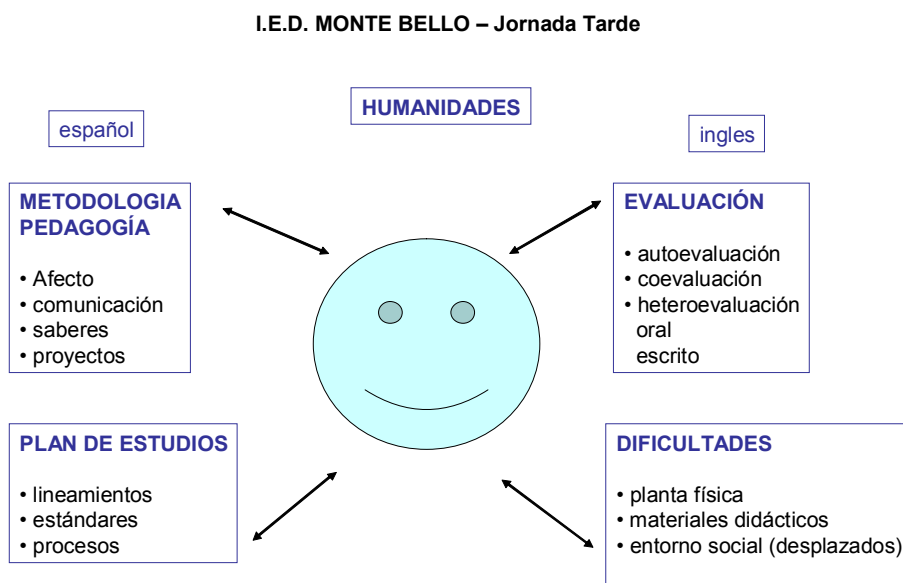 I.E.D. MONTE BELLO – Jornada Tarde
HUMANIDADES
español
ingles
METODOLOGIA
PEDAGOGÍA
• Afecto
• comunicación
• saberes
• proyectos
EVALUACIÓN
• autoevaluación
• coevaluación
• heteroevaluación
oral
escrito
PLAN DE ESTUDIOS
• lineamientos
• estándares
• procesos
DIFICULTADES
• planta física
• materiales didácticos
• entorno social (desplazados)